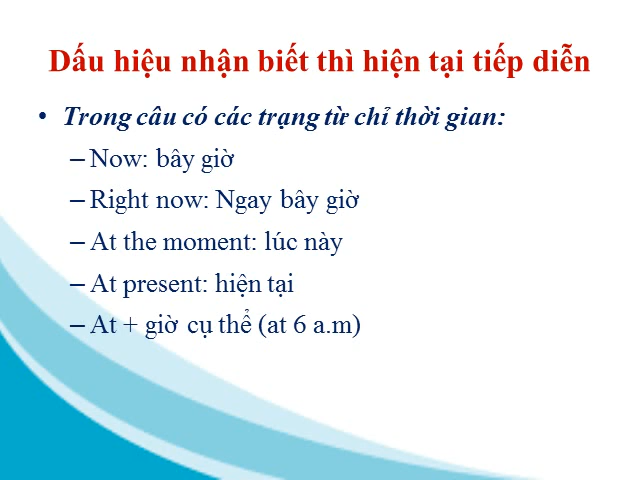 Dấu hiệu nhận biết thì hiện tại tiếp diễn
• Trong câu có các trạng từ chỉ thời gian:
– Now: bây giờ
– Right now: Ngay bây giờ
– At the moment: lúc này
– At present: hiện tại
– At + giờ cụ thể (at 6 a.m)